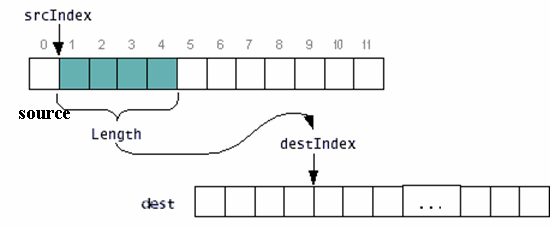 srcIndex
0 1 2 3 4 5 6 7 8 9 10 11
source
Length
destIndex
dest
...